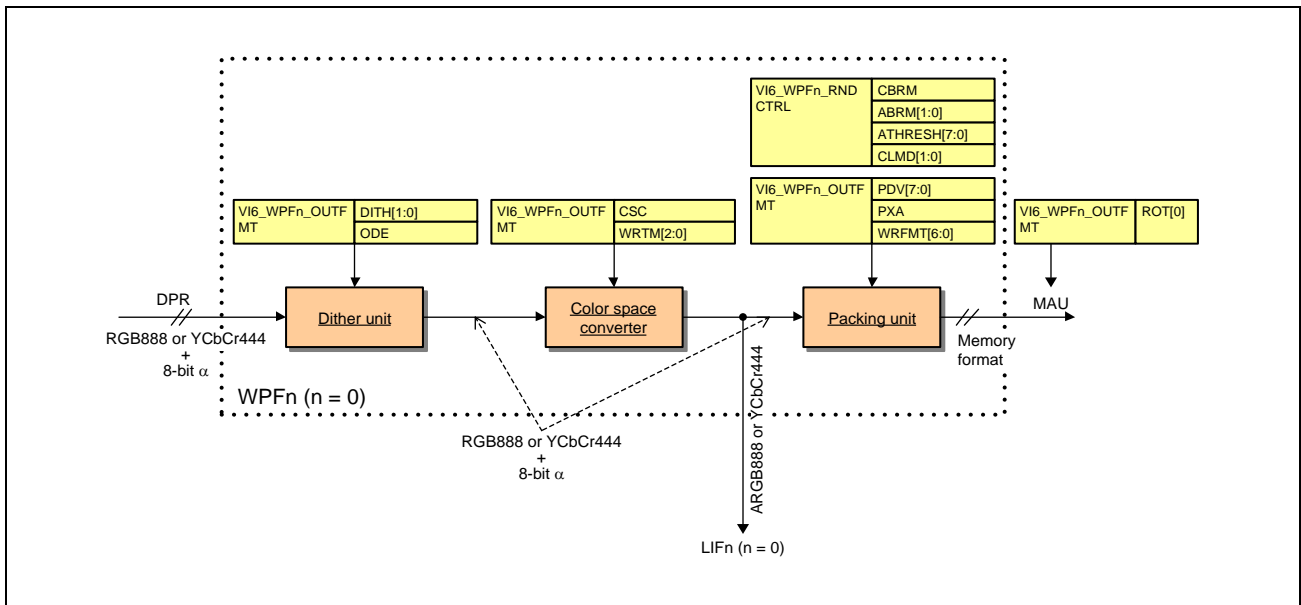 VI6_WPFn_RND
CTRL
CBRM
ABRM[1:0]
ATHRESH[7:0]
CLMD[1:0]
VI6_WPFn_OUTF
MT
DITH[1:0]
ODE
VI6_WPFn_OUTF
MT
CSC
WRTM[2:0]
VI6_WPFn_OUTF
MT
PDV[7:0]
PXA
WRFMT[6:0]
VI6_WPFn_OUTF
MT
ROT[0]
DPR
RGB888 or YCbCr444
+
8-bit α
Dither unit
Color space
converter
Packing unit
Memory
format
MAU
WPFn (n = 0)
RGB888 or YCbCr444
+
8-bit α
ARGB888 or YCbCr444
LIFn (n = 0)